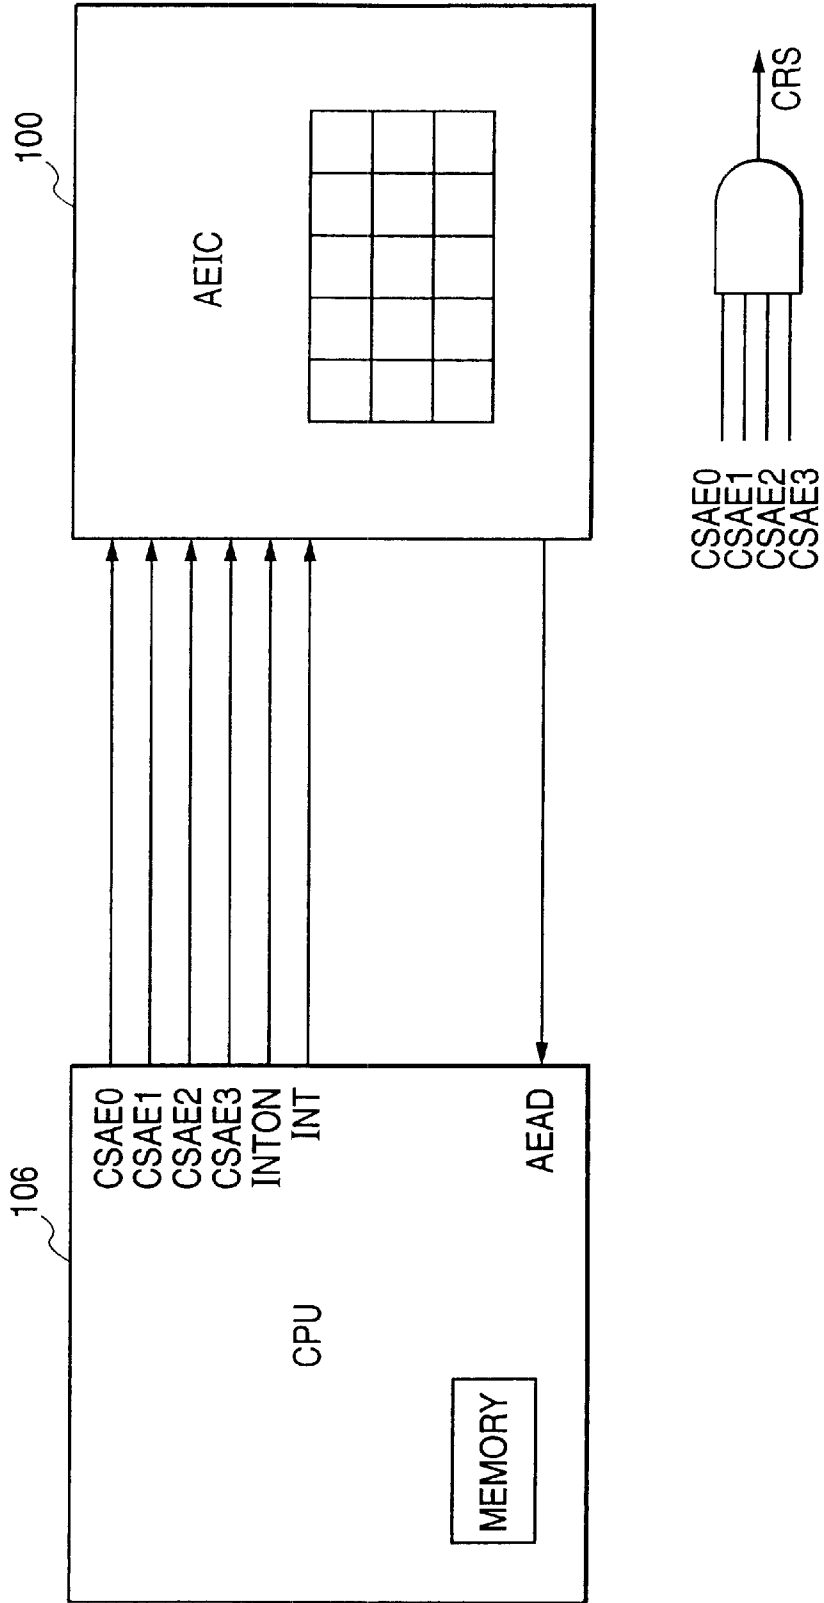 106
CPU
MEMORY
CSAE0
CSAE1
CSAE2
CSAE3
INTON
INT
AEAD
100
AEIC
CSAE0
CSAE1
CSAE2
CSAE3
CRS